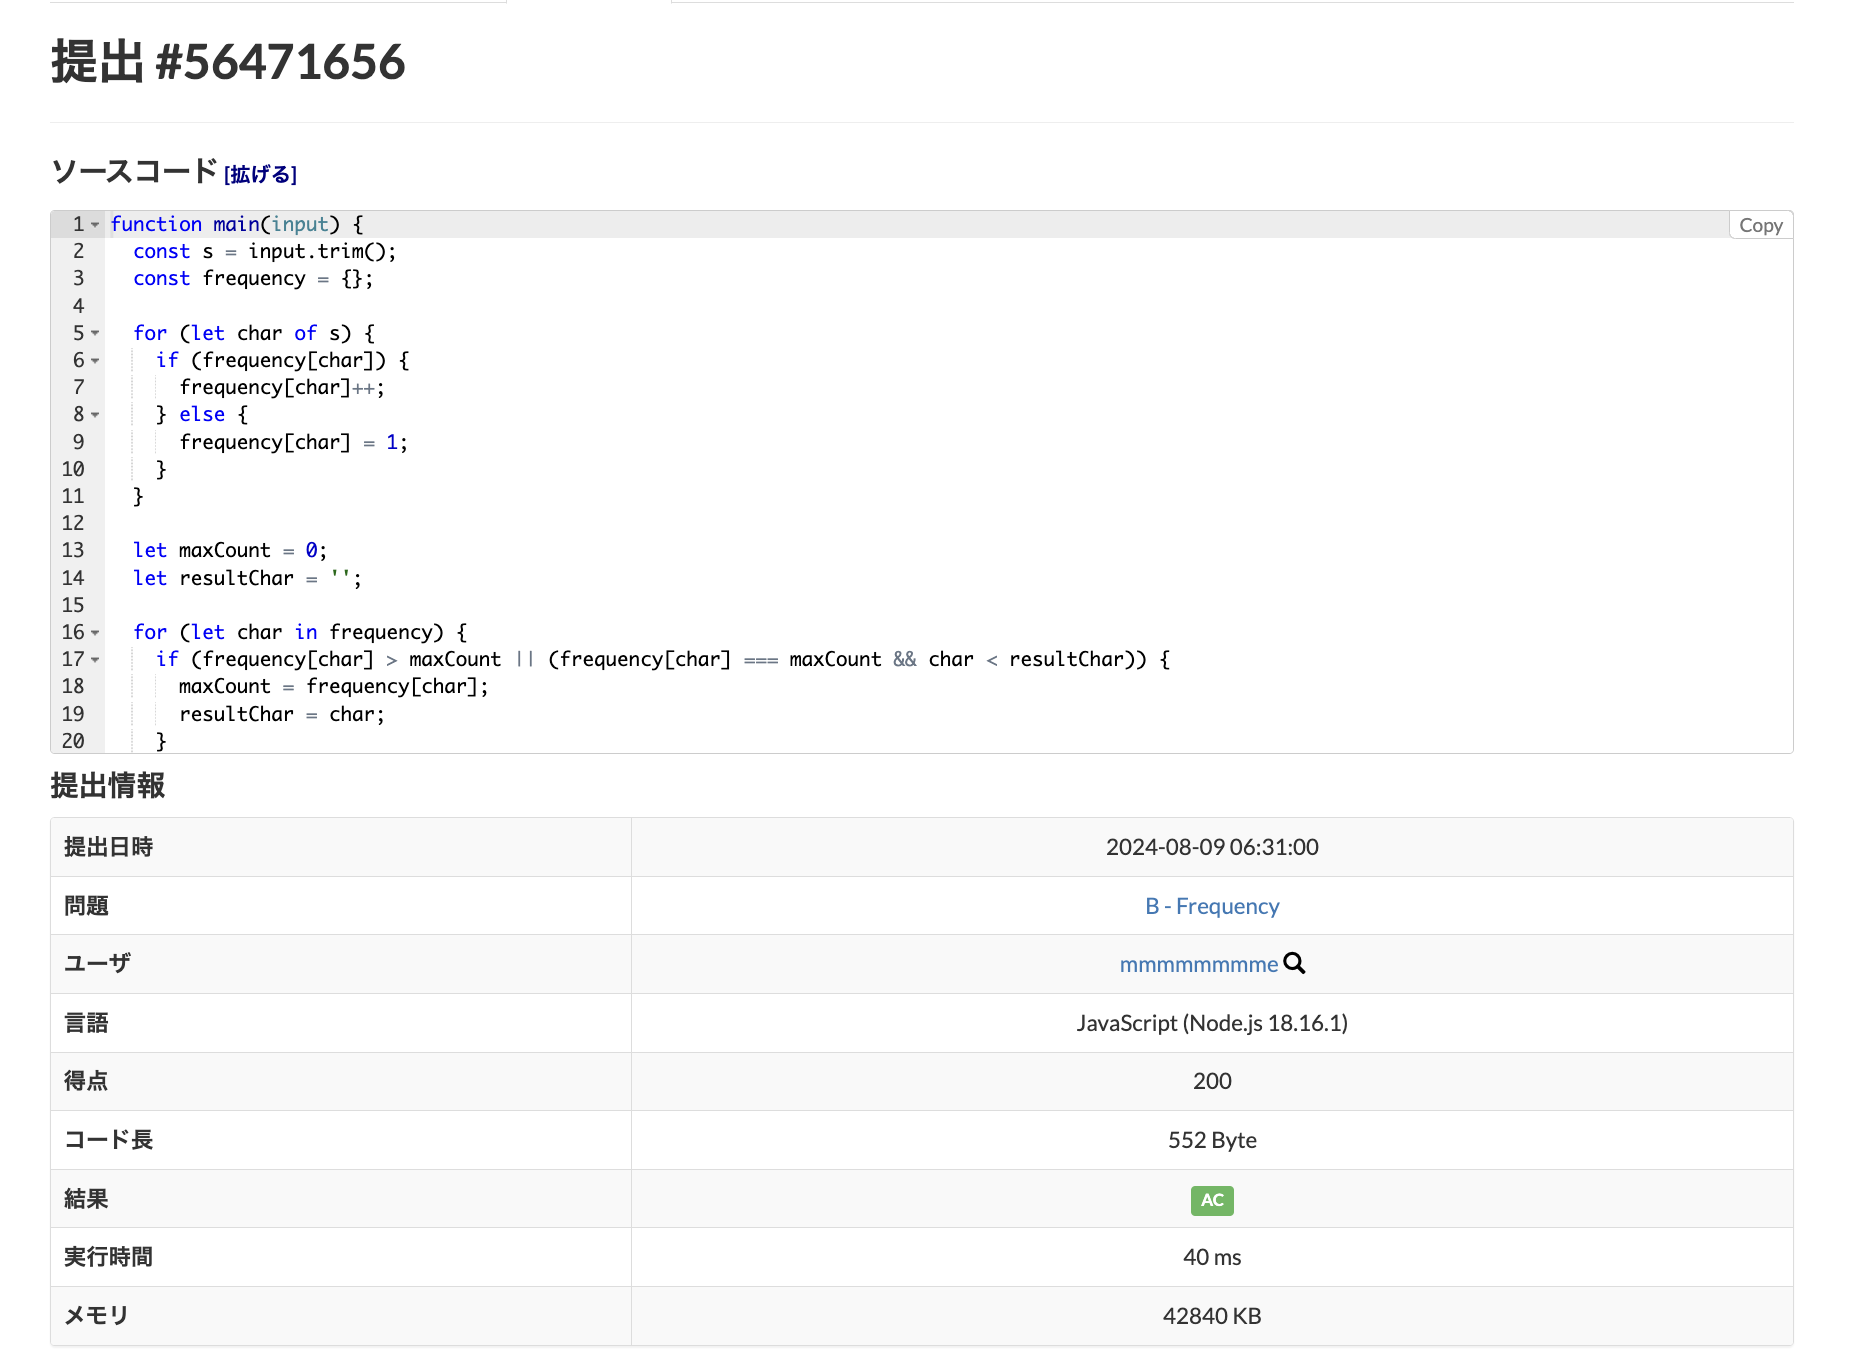 提出 #56471656
ソースコード [拡げる]
Copy
1 function main(input) {
2   const s = input.trim();
3   const frequency = {};
4
5   for (let char of s) {
6     if (frequency[char]) {
7       frequency[char]++;
8     } else {
9       frequency[char] = 1;
10     }
11   }
12
13   let maxCount = 0;
14   let resultChar = '';
15
16   for (let char in frequency) {
17     if (frequency[char] > maxCount || (frequency[char] === maxCount && char < resultChar)) {
18       maxCount = frequency[char];
19       resultChar = char;
20     }
提出情報
提出日時 2024-08-09 06:31:00
問題 B - Frequency
ユーザ mmmmmmmme
言語 JavaScript (Node.js 18.16.1)
得点 200
コード長 552 Byte
結果 AC
実行時間 40 ms
メモリ 42840 KB